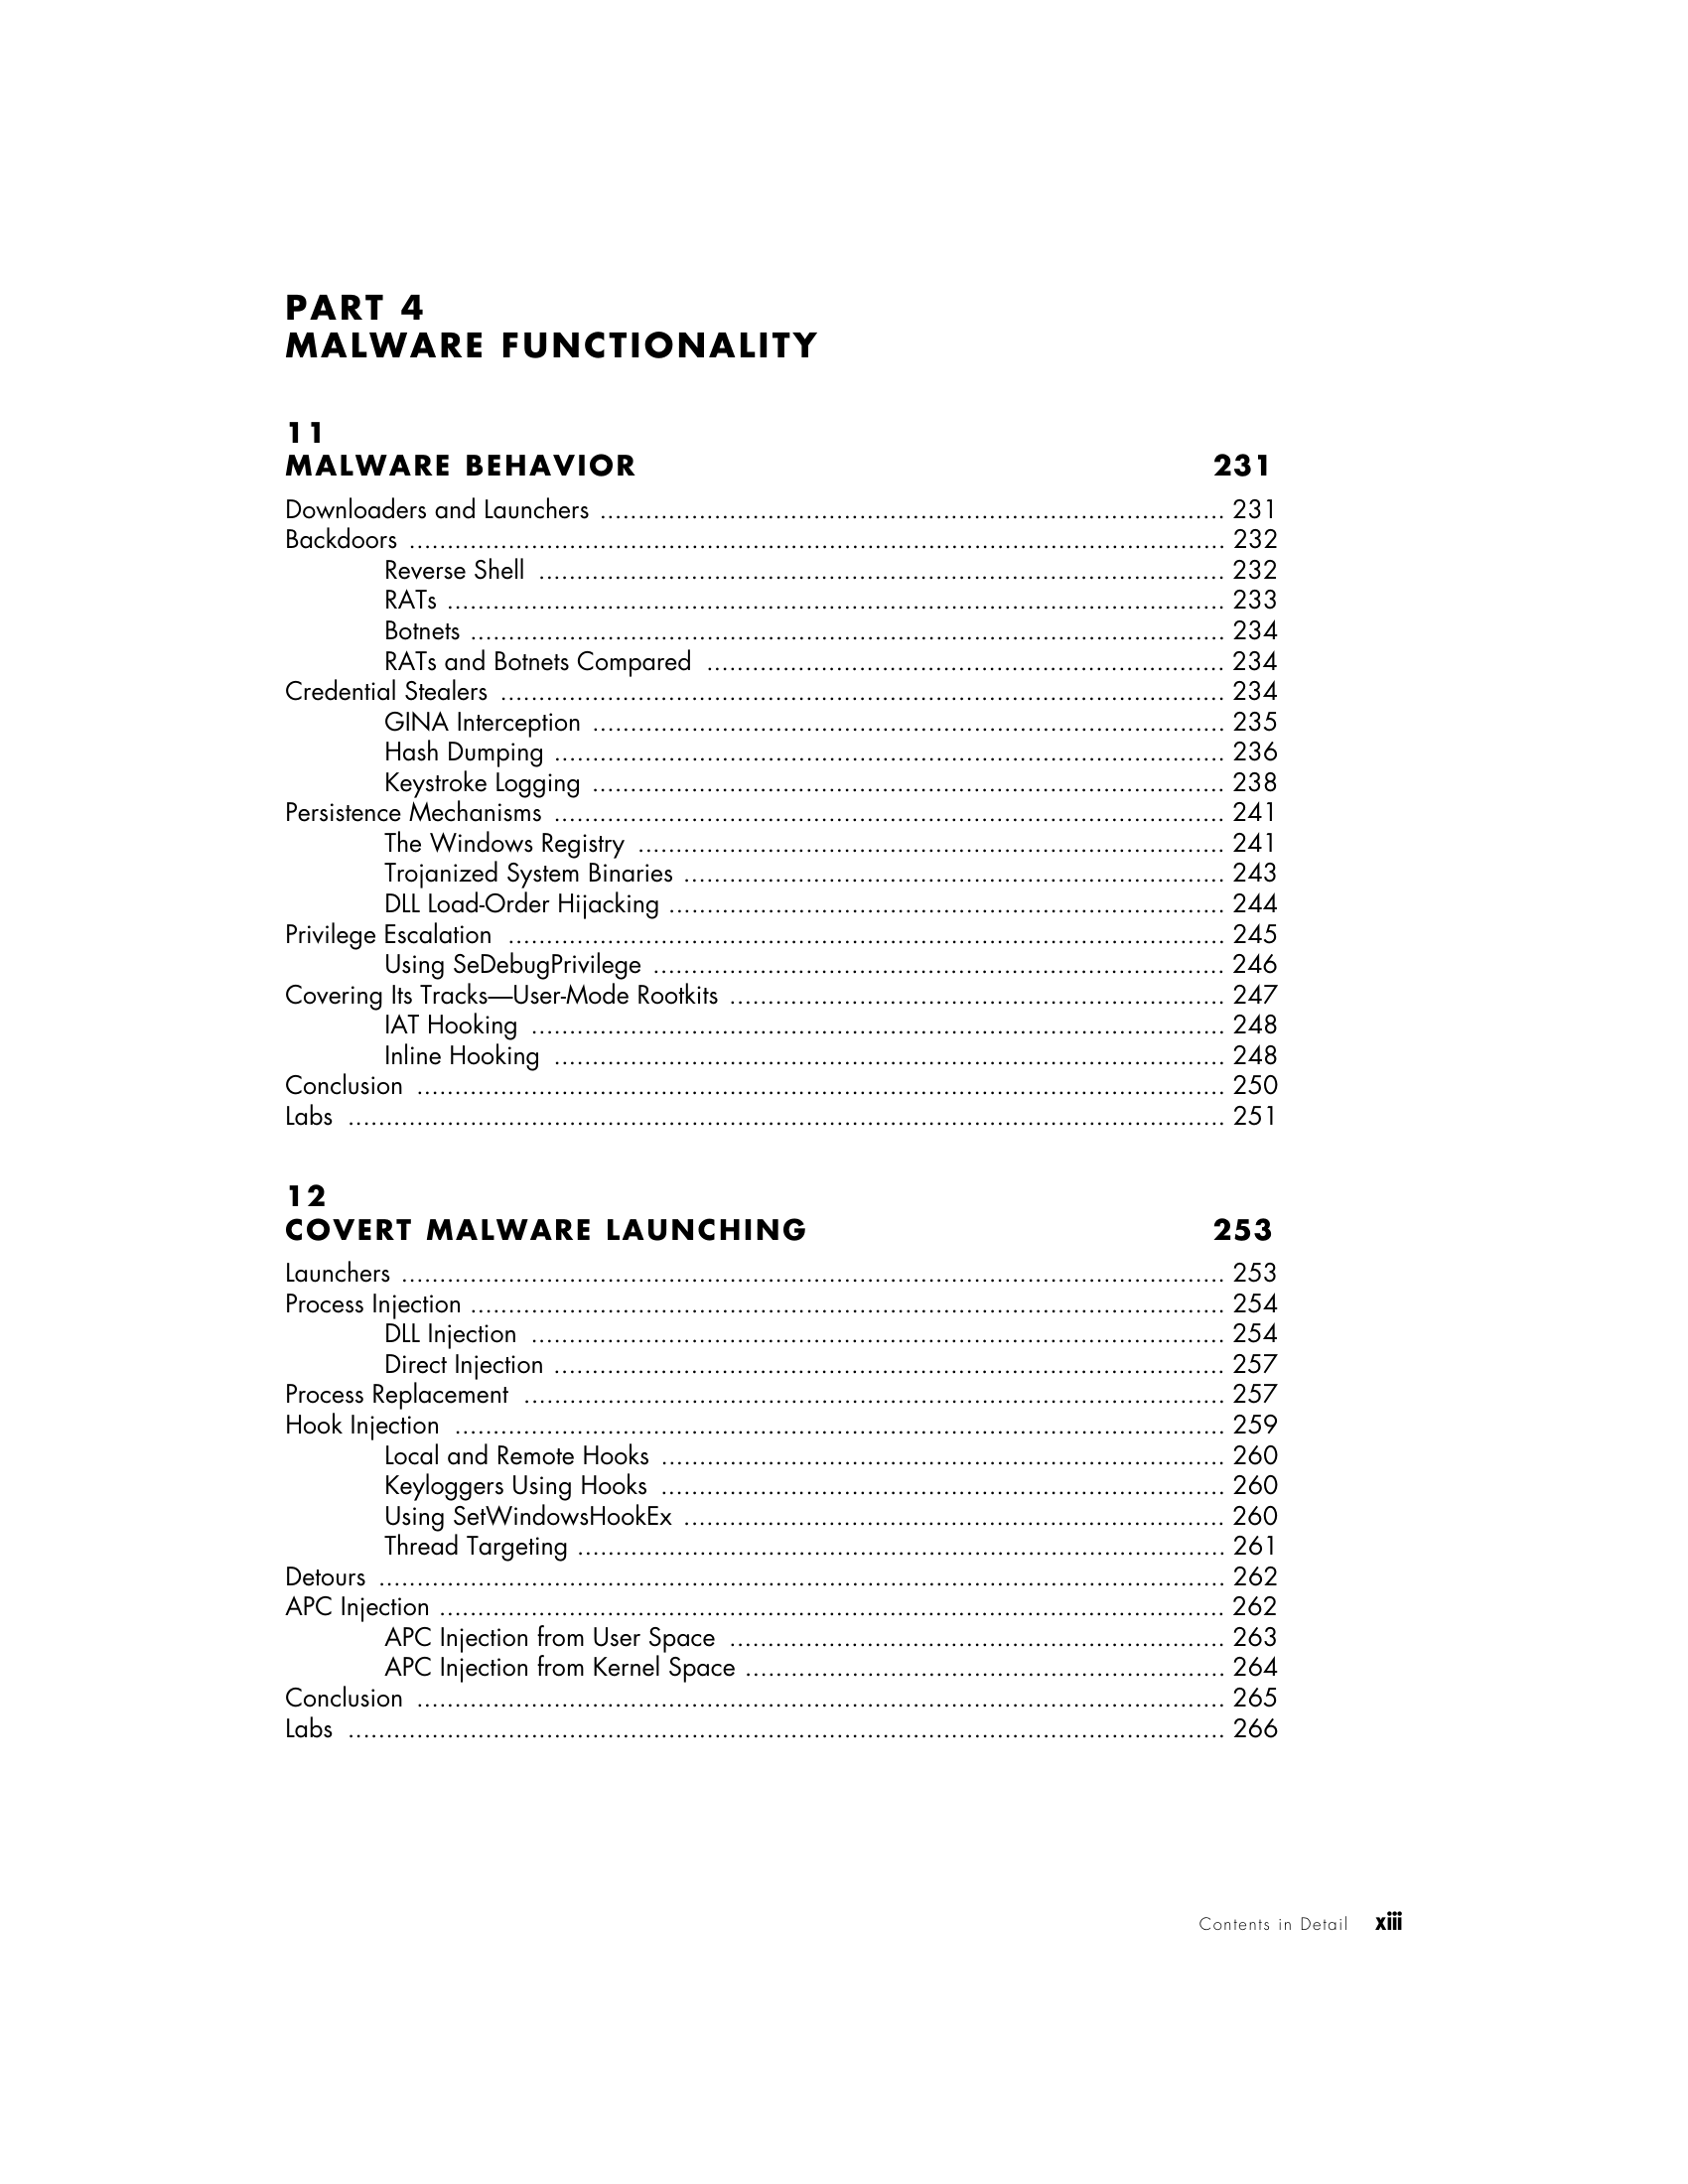 PART 4
MALWARE FUNCTIONALITY
11
MALWARE BEHAVIOR 231
Downloaders and Launchers ........ 231
Backdoors ........ 232
Reverse Shell ........ 232
RATs ........ 233
Botnets ........ 234
RATs and Botnets Compared ........ 234
Credential Stealers ........ 234
GINA Interception ........ 235
Hash Dumping ........ 236
Keystroke Logging ........ 238
Persistence Mechanisms ........ 241
The Windows Registry ........ 241
Trojanized System Binaries ........ 243
DLL Load-Order Hijacking ........ 244
Privilege Escalation ........ 245
Using SeDebugPrivilege ........ 246
Covering Its Tracks—User-Mode Rootkits ........ 247
IAT Hooking ........ 248
Inline Hooking ........ 248
Conclusion ........ 250
Labs ........ 251
12
COVERT MALWARE LAUNCHING 253
Launchers ........ 253
Process Injection ........ 254
DLL Injection ........ 254
Direct Injection ........ 257
Process Replacement ........ 257
Hook Injection ........ 259
Local and Remote Hooks ........ 260
Keyloggers Using Hooks ........ 260
Using SetWindowsHookEx ........ 260
Thread Targeting ........ 261
Detours ........ 262
APC Injection ........ 262
APC Injection from User Space ........ 263
APC Injection from Kernel Space ........ 264
Conclusion ........ 265
Labs ........ 266
Contents in Detail xiii